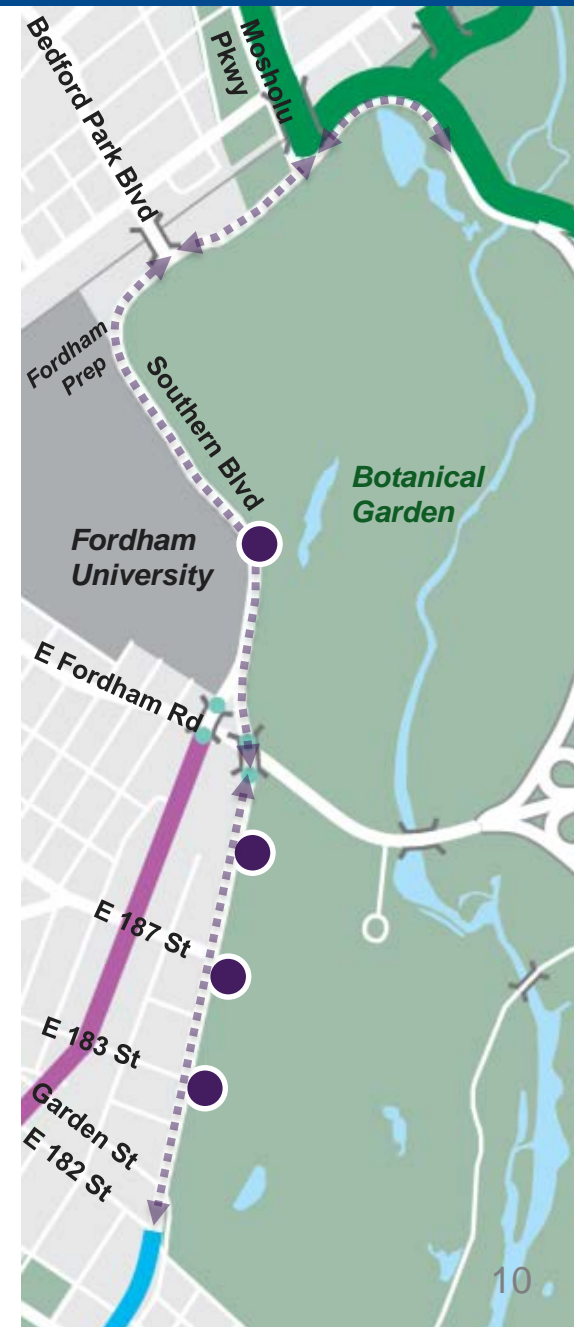 Mosholu
Pkwy
Bedford Park Blvd
Fordham
Prep
Southern Blvd
Botanical
Garden
Fordham
University
E Fordham Rd
E 187 St
E 183 St
Garden St
E 182 St
10